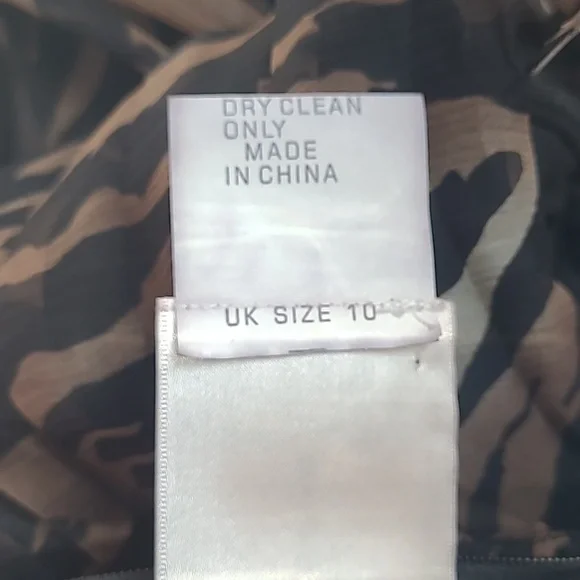 DRY CLEAN
ONLY
MADE
IN CHINA
UK SIZE 10